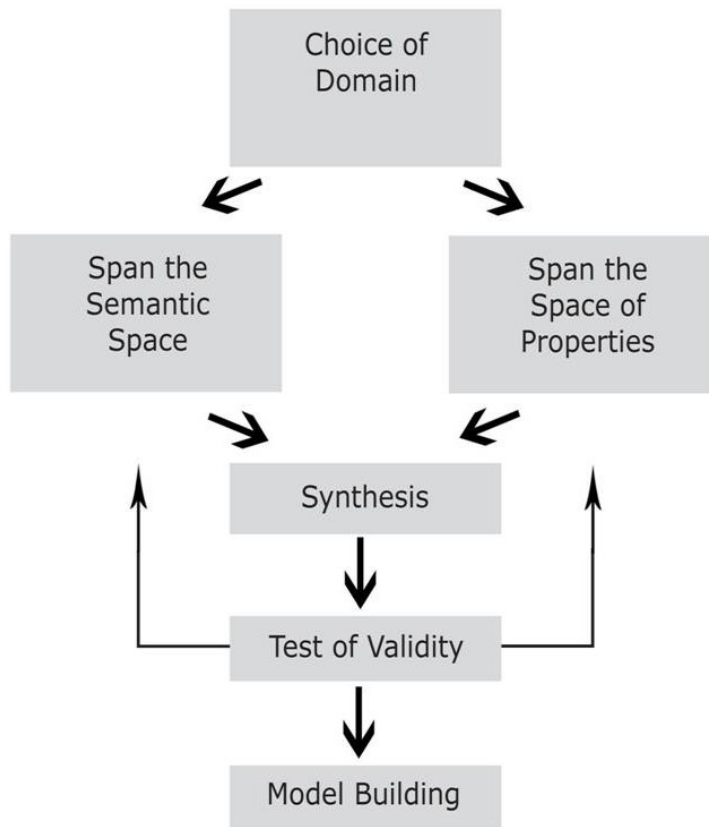 Choice of
Domain
Span the
Semantic
Space
Span the
Space of
Properties
Synthesis
Test of Validity
Model Building